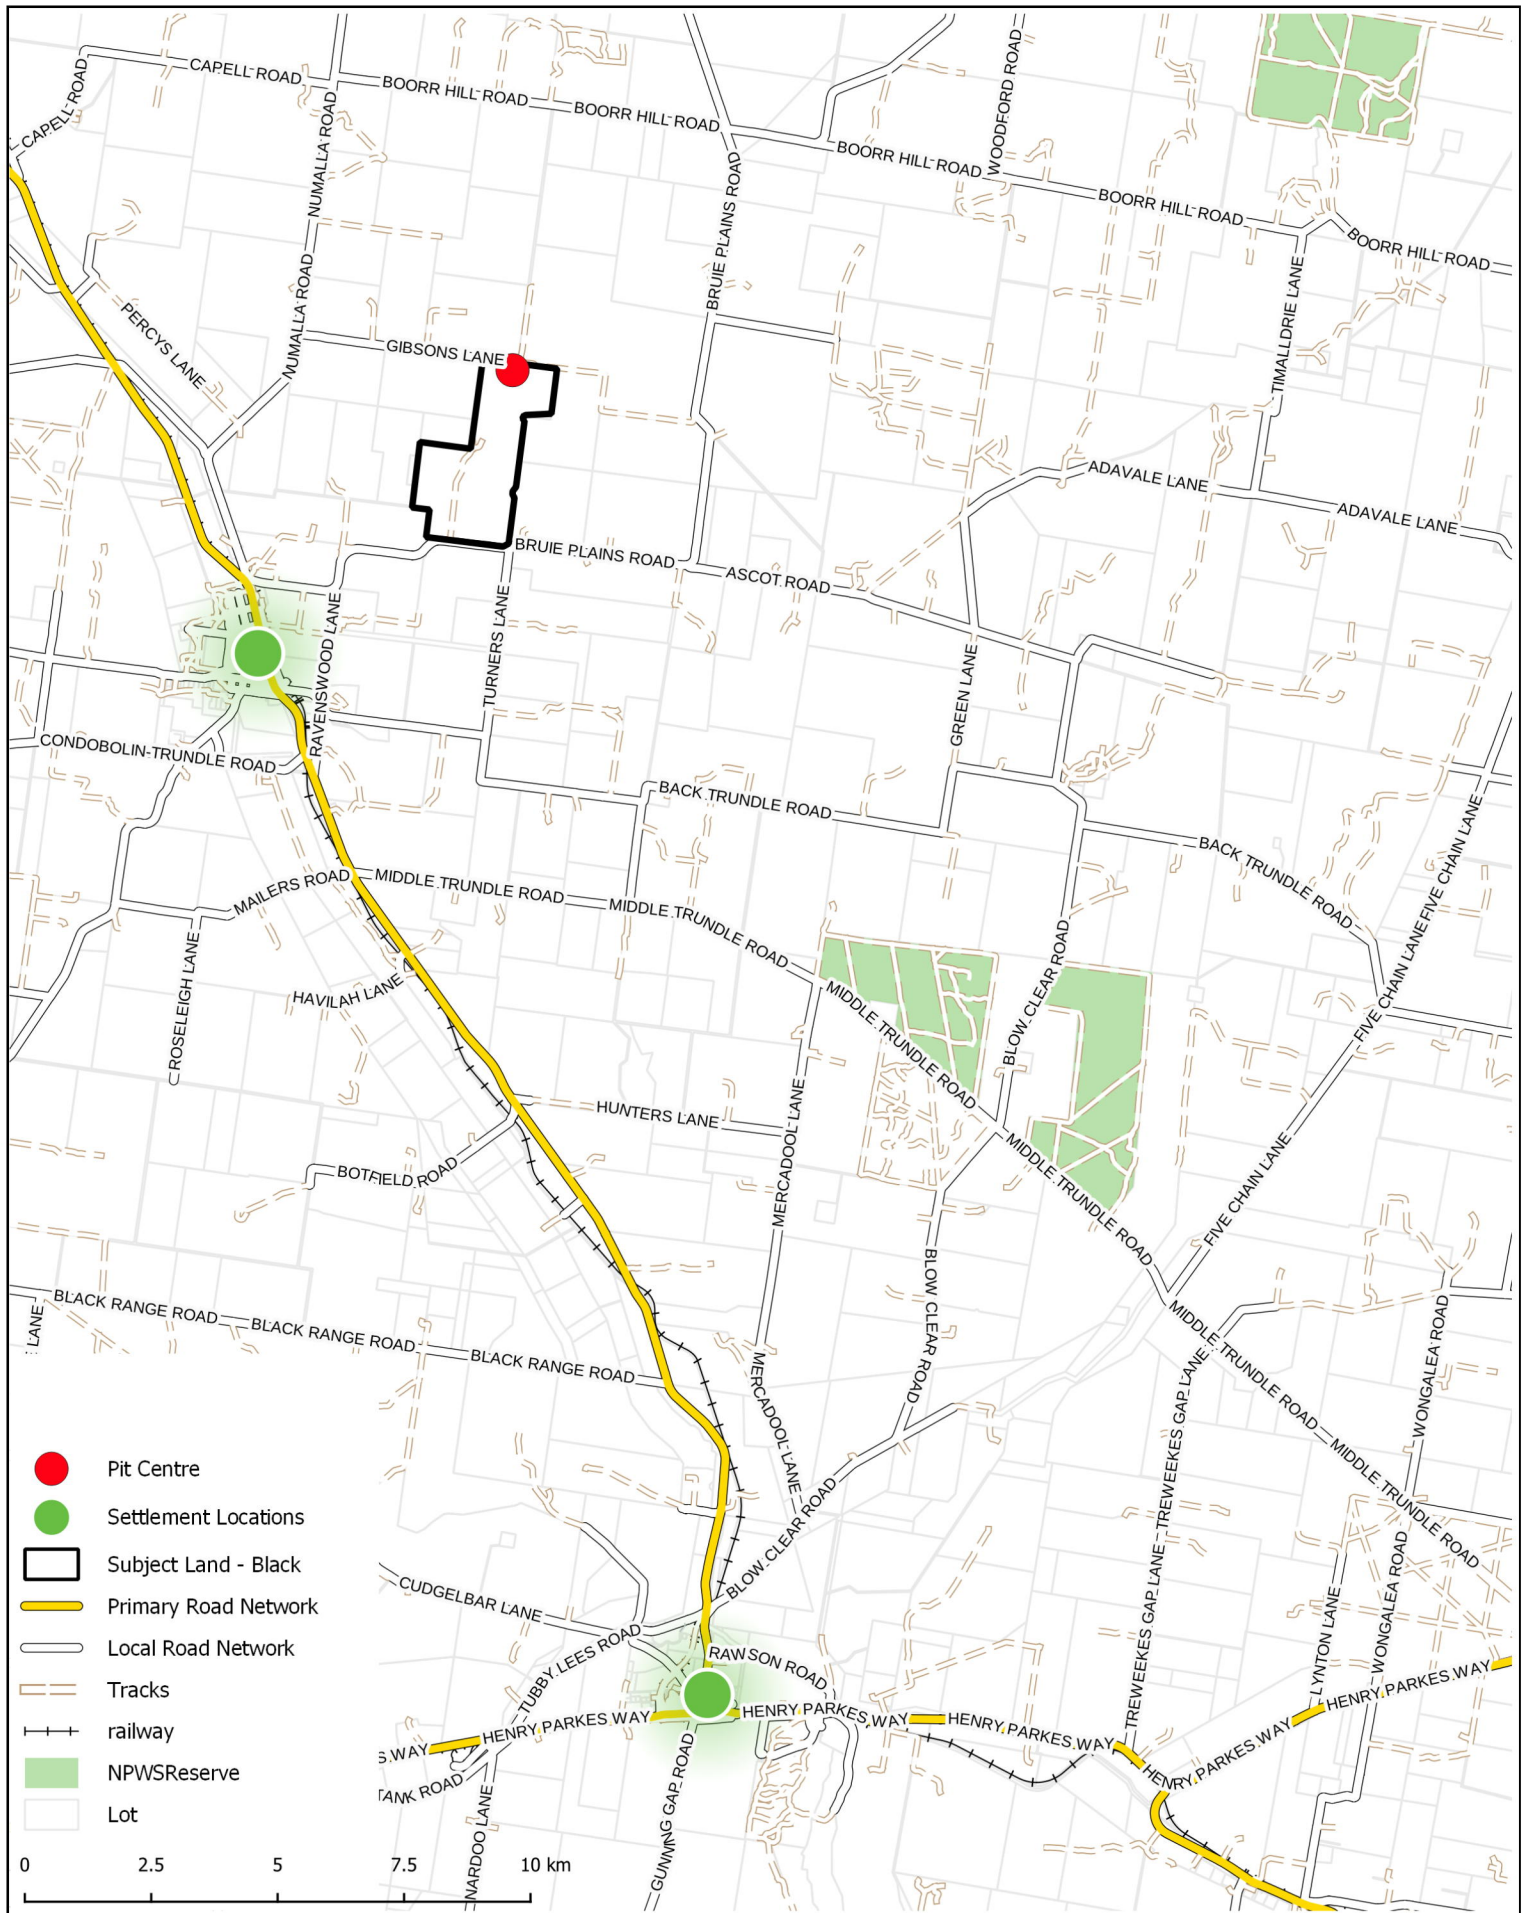 WOODFORD ROAD
CAPELL ROAD
CAPELL ROAD
BOORR HILL ROAD
BOORR HILL ROAD
NUMALLA ROAD
BOORR HILL ROAD
BOORR HILL ROAD
BOORR HILL ROAD
BRUIE PLAINS ROAD
NUMALLA ROAD
PERCYS LANE
GIBSONS LANE
TIMALLDRIE LANE
ADAVALE LANE
ADAVALE LANE
BRUIE PLAINS ROAD
ASCOT ROAD
RAVENSWOOD LANE
TURNERS LANE
GREEN LANE
CONDOBOLIN-TRUNDLE ROAD
BACK TRUNDLE ROAD
BACK TRUNDLE ROAD
FIVE CHAIN LANE
FIVE CHAIN LANE
MAILERS ROAD
MIDDLE TRUNDLE ROAD
MIDDLE TRUNDLE ROAD
ROSELEIGH LANE
HAVILAH LANE
MIDDLE TRUNDLE ROAD
BLOW CLEAR ROAD
HUNTERS LANE
MERCADOOL LANE
BOTFIELD ROAD
MIDDLE TRUNDLE ROAD
FIVE CHAIN LANE
BLOW CLEAR ROAD
E LANE
BLACK RANGE ROAD
BLACK RANGE ROAD
BLACK RANGE ROAD
MERCADOOL LANE
MIDDLE TRUNDLE ROAD
TREWEEKES GAP LANE
WONGALEA ROAD
MIDDLE TRUNDLE ROAD
BLOW CLEAR ROAD
CUDGELBAR LANE
TUBBY LEES ROAD
RAWSON ROAD
TREWEEKES GAP LANE
LYNTON LANE
WONGALEA ROAD
S WAY
HENRY PARKES WAY
HENRY PARKES WAY
HENRY PARKES WAY
HENRY PARKES WAY
HENRY PARKES WAY
TANK ROAD
NARDOO LANE
GUNNING GAP ROAD
Pit Centre
Settlement Locations
Subject Land - Black
Primary Road Network
Local Road Network
Tracks
railway
NPWSReserve
Lot
0 2.5 5 7.5 10 km